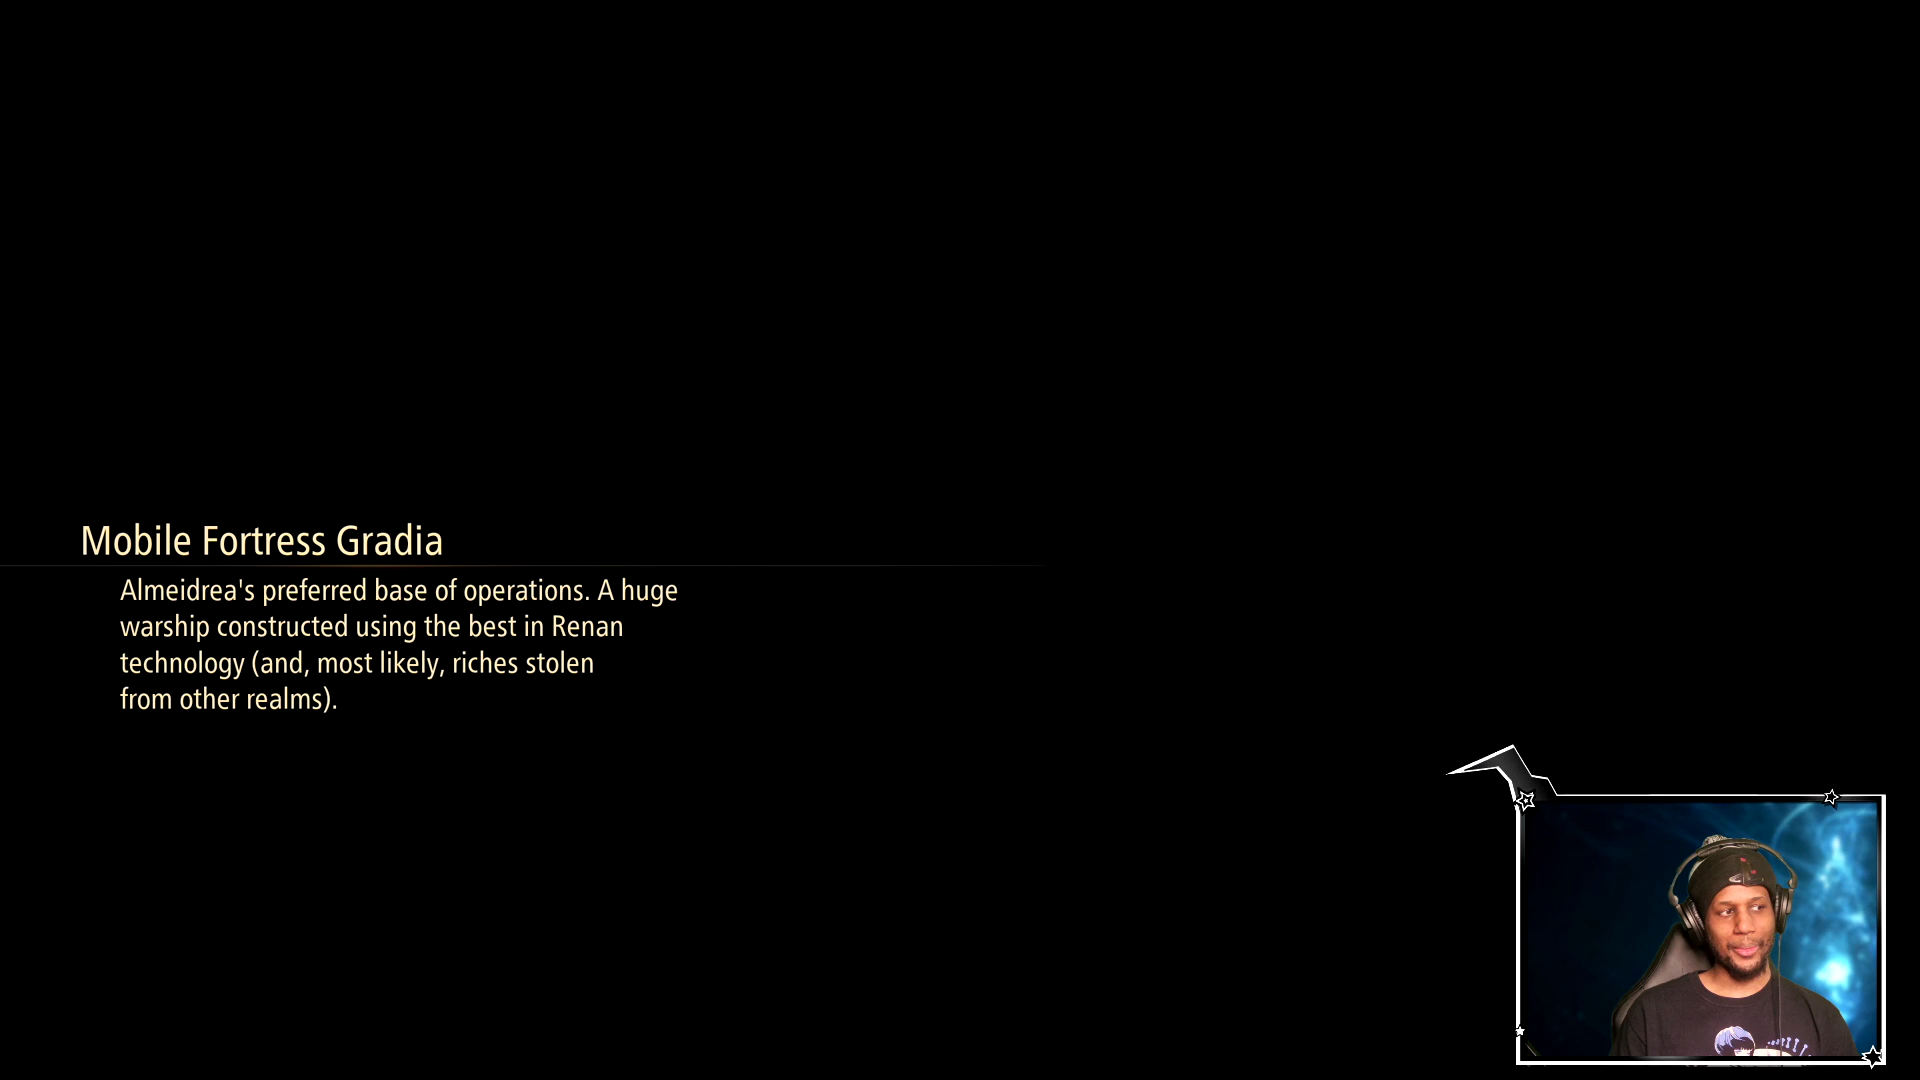 Mobile Fortress Gradia
Almeidrea's preferred base of operations. A huge
warship constructed using the best in Renan
technology (and, most likely, riches stolen
from other realms).